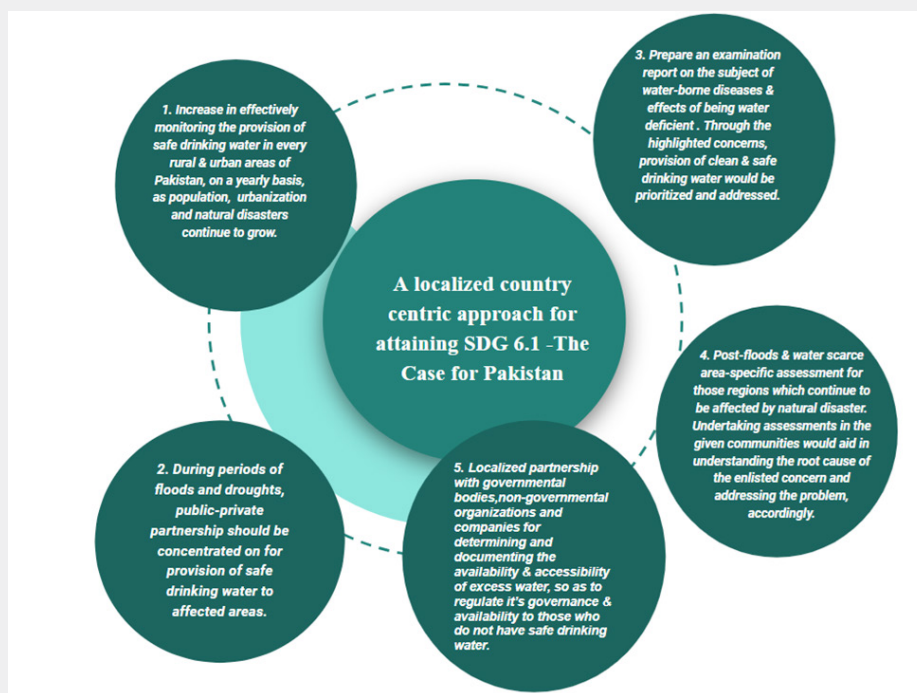 1. Increase in effectively
monitoring the provision of
safe drinking water in every
rural & urban areas of
Pakistan, on a yearly basis,
as population, urbanization
and natural disasters
continue to grow.
3. Prepare an examination
report on the subject of
water-borne diseases &
effects of being water
deficient . Through the
highlighted concerns,
provision of clean & safe
drinking water would be
prioritized and addressed.
A localized country
centric approach for
attaining SDG 6.1 -The
Case for Pakistan
4. Post-floods & water scarce
area-specific assessment for
those regions which continue to
be affected by natural disaster.
Undertaking assessments in the
given communities would aid in
understanding the root cause of
the enlisted concern and
addressing the problem,
accordingly.
2. During periods of
floods and droughts,
public-private
partnership should be
concentrated on for
provision of safe
drinking water to
affected areas.
5. Localized partnership
with governmental
bodies,non-governmental
organizations and
companies for
determining and
documenting the
availability & accessibility
of excess water, so as to
regulate it's governance &
availability to those who
do not have safe drinking
water.